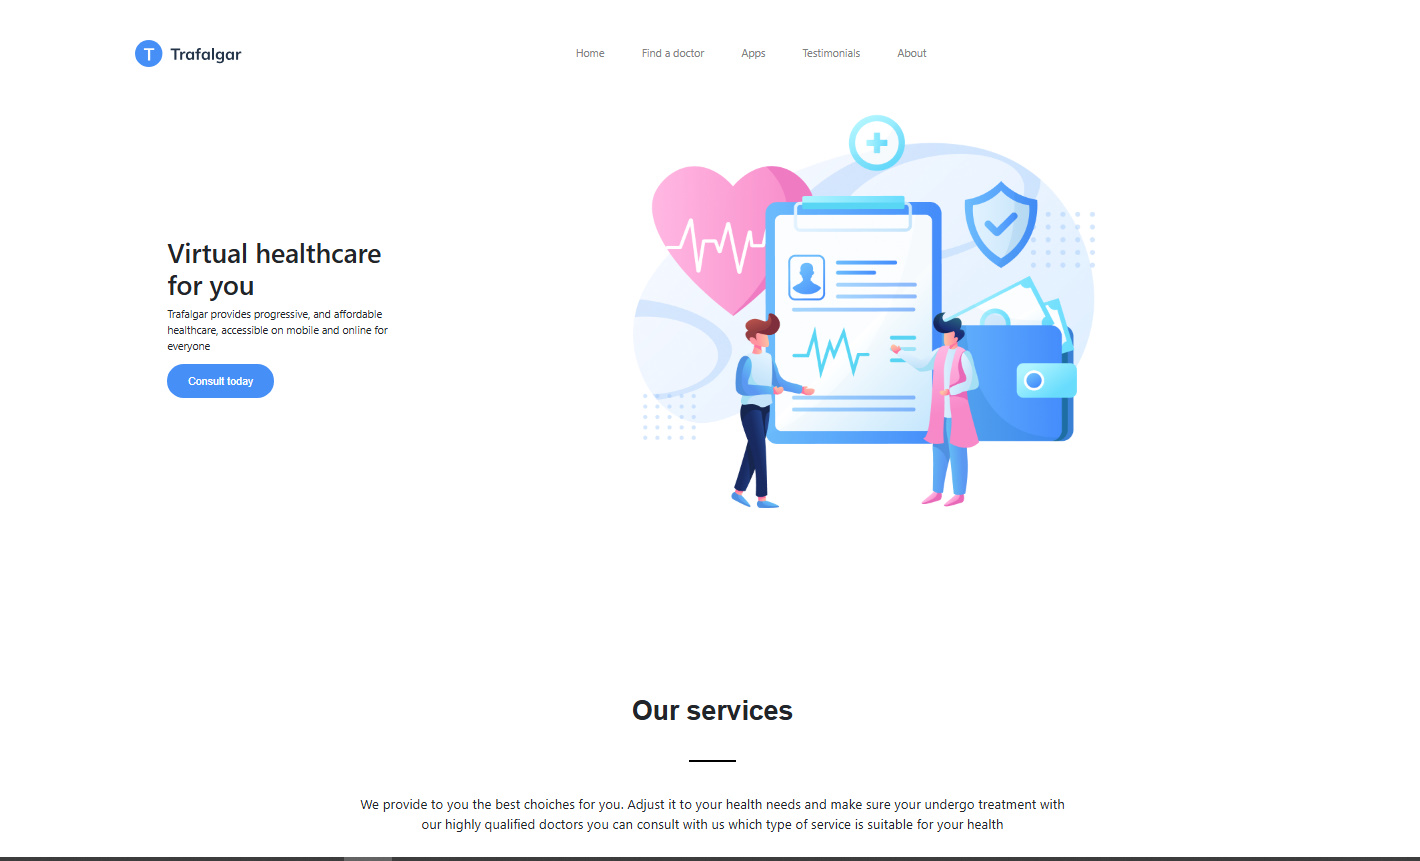 T Trafalgar
Home Find a doctor Apps Testimonials About
Virtual healthcare
for you
Trafalgar provides progressive, and affordable
healthcare, accessible on mobile and online for
everyone
Consult today
Our services
We provide to you the best choiches for you. Adjust it to your health needs and make sure your undergo treatment with
our highly qualified doctors you can consult with us which type of service is suitable for your health